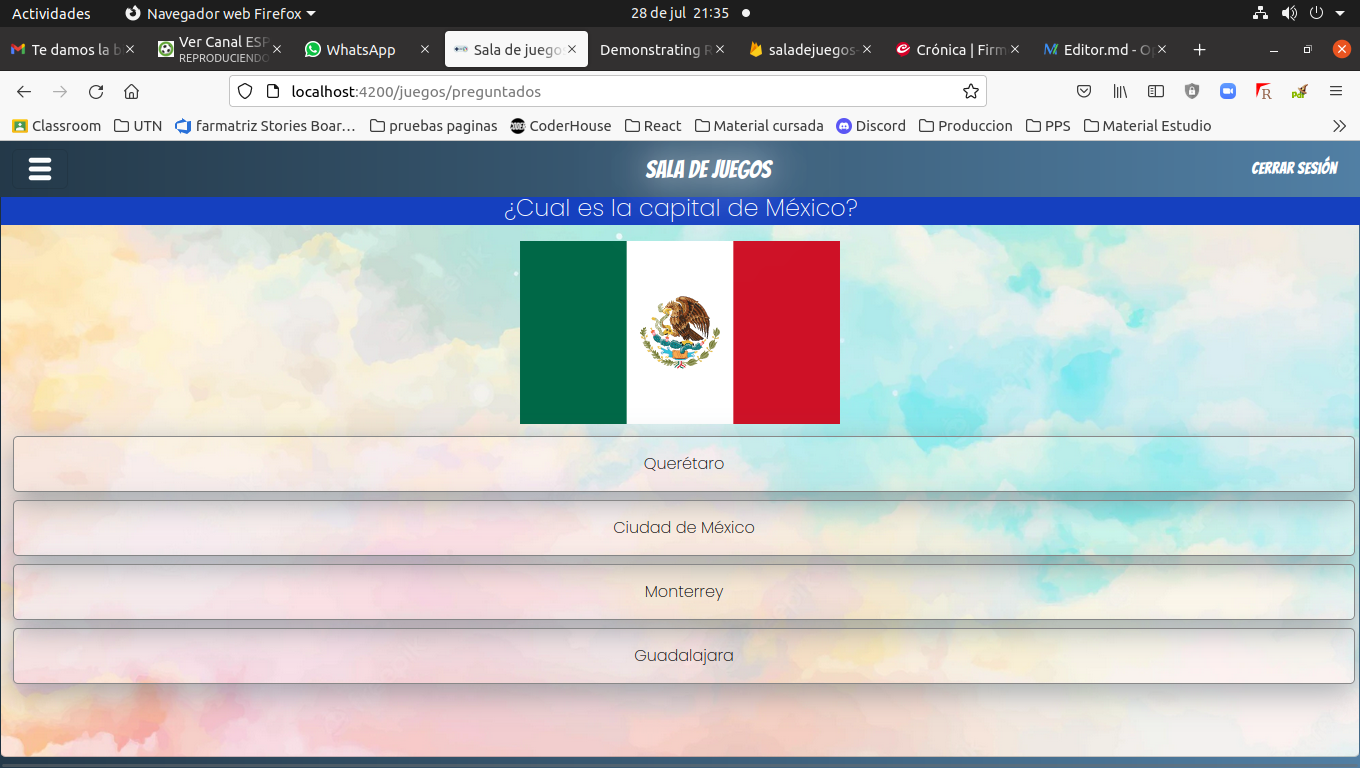 Actividades Navegador web Firefox 28 de jul 21:35
Te damos la b Ver Canal ESP WhatsApp Sala de juego Demonstrating R saladejuegos- Crónica | Firm Editor.md - Op
REPRODUCIENDO
localhost:4200/juegos/preguntados
Classroom UTN farmatriz Stories Boar… pruebas paginas CoderHouse React Material cursada Discord Produccion PPS Material Estudio
SALA DE JUEGOS CERRAR SESIÓN
¿Cual es la capital de México?
Querétaro
Ciudad de México
Monterrey
Guadalajara